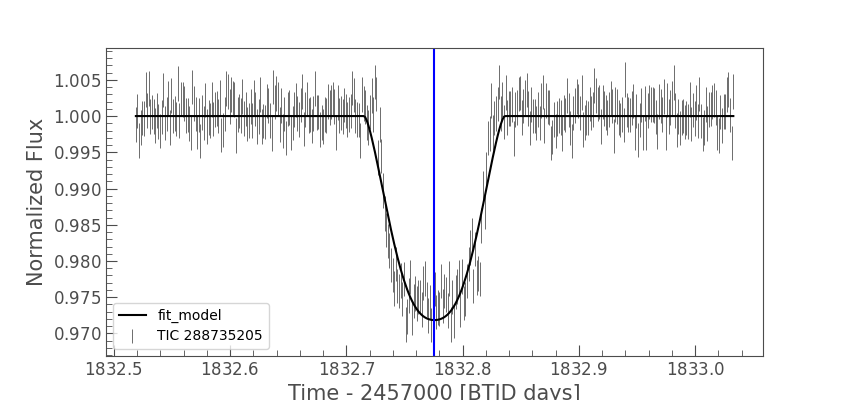 Normalized Flux
1.005
1.000
0.995
0.990
0.985
0.980
0.975
0.970
fit_model
TIC 288735205
1832.5 1832.6 1832.7 1832.8 1832.9 1833.0
Time - 2457000 [BTJD days]